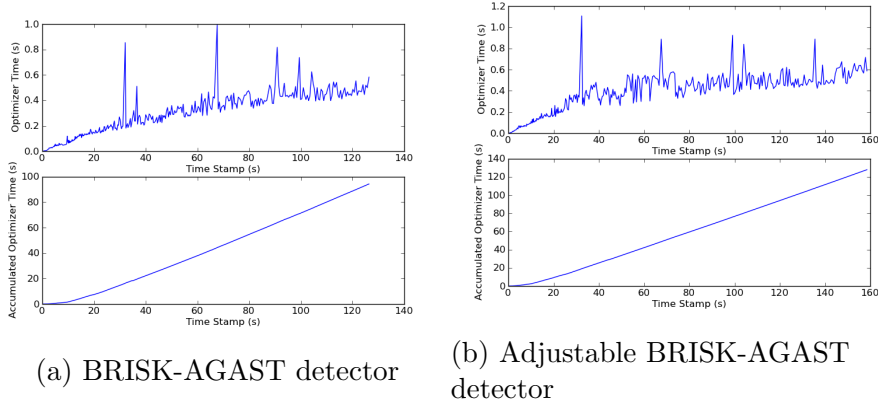 1.0
0.8
0.6
0.4
0.2
0.0
Optimizer Time (s)
0 20 40 60 80 100 120 140
Time Stamp (s)
100
80
60
40
20
0
Accumulated Optimizer Time (s)
0 20 40 60 80 100 120 140
Time Stamp (s)
(a) BRISK-AGAST detector
1.2
1.0
0.8
0.6
0.4
0.2
0.0
Optimizer Time (s)
0 20 40 60 80 100 120 140 160
Time Stamp (s)
140
120
100
80
60
40
20
0
Accumulated Optimizer Time (s)
0 20 40 60 80 100 120 140 160
Time Stamp (s)
(b) Adjustable BRISK-AGAST
detector